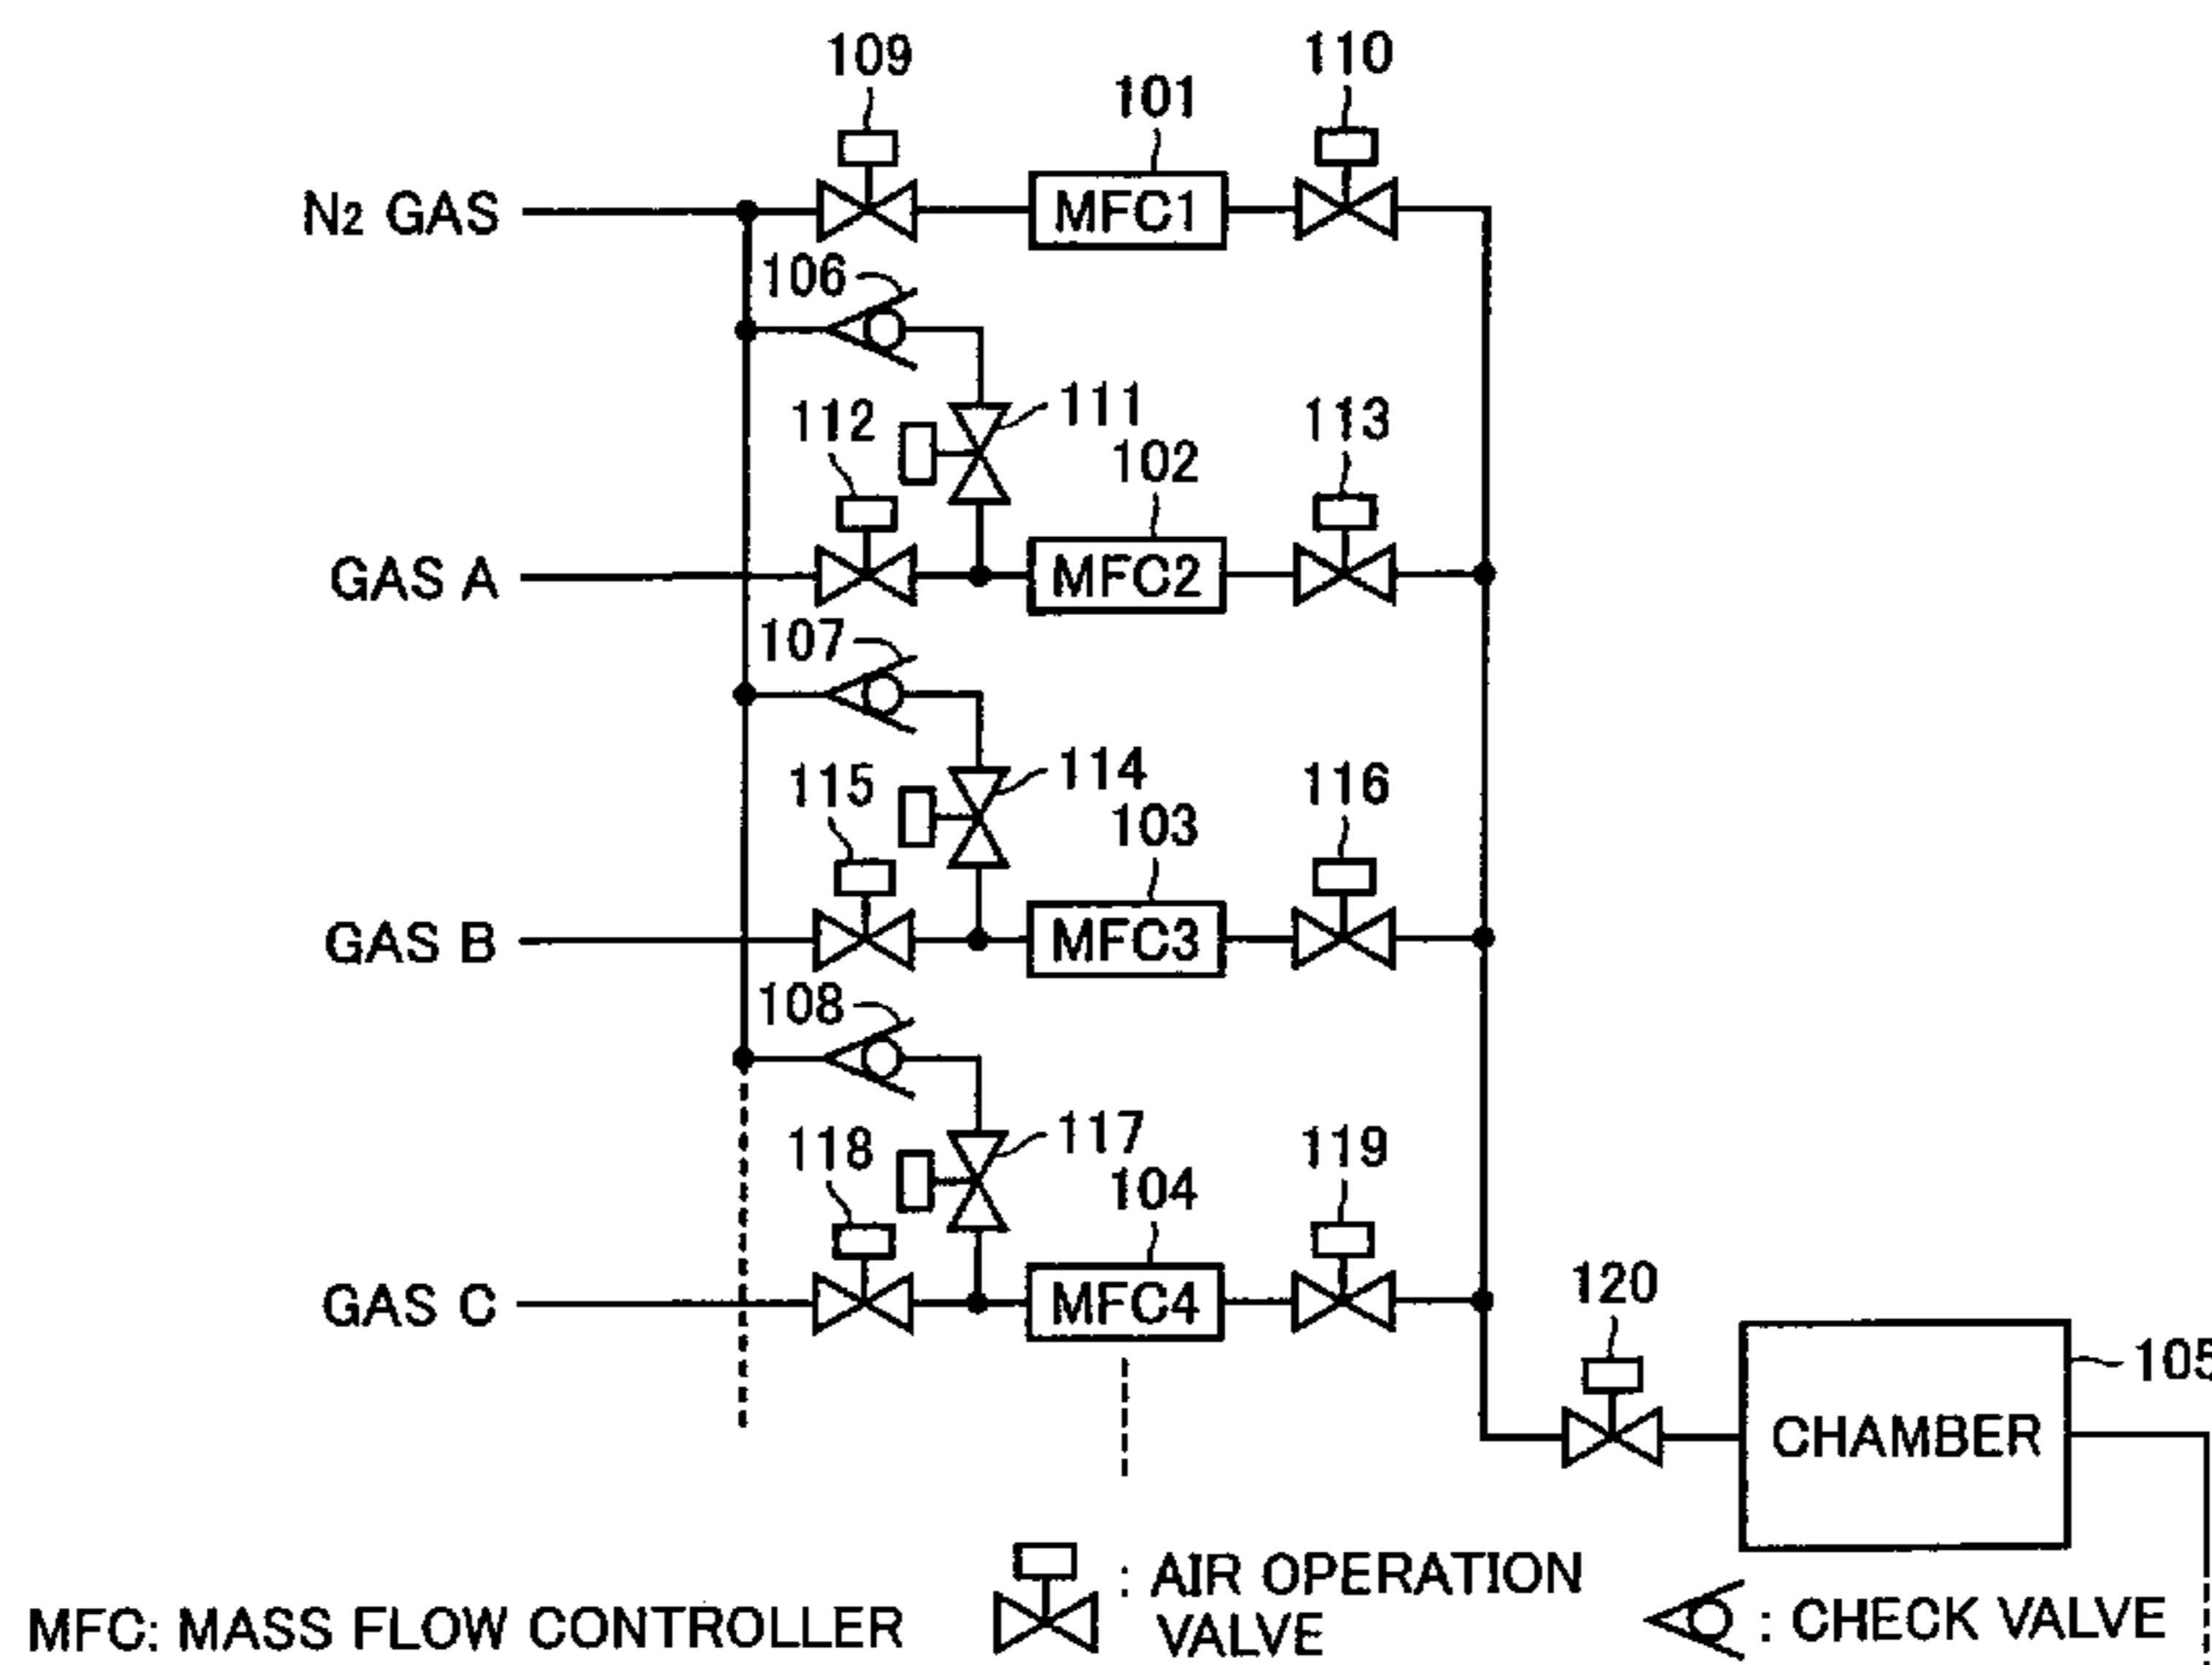 109
110
101
N2 GAS
MFC1
106
112
111
113
102
GAS A
MFC2
107
115
114
116
103
GAS B
MFC3
108
118
117
119
104
GAS C
MFC4
120
105
CHAMBER
MFC: MASS FLOW CONTROLLER
: AIR OPERATION
VALVE
: CHECK VALVE